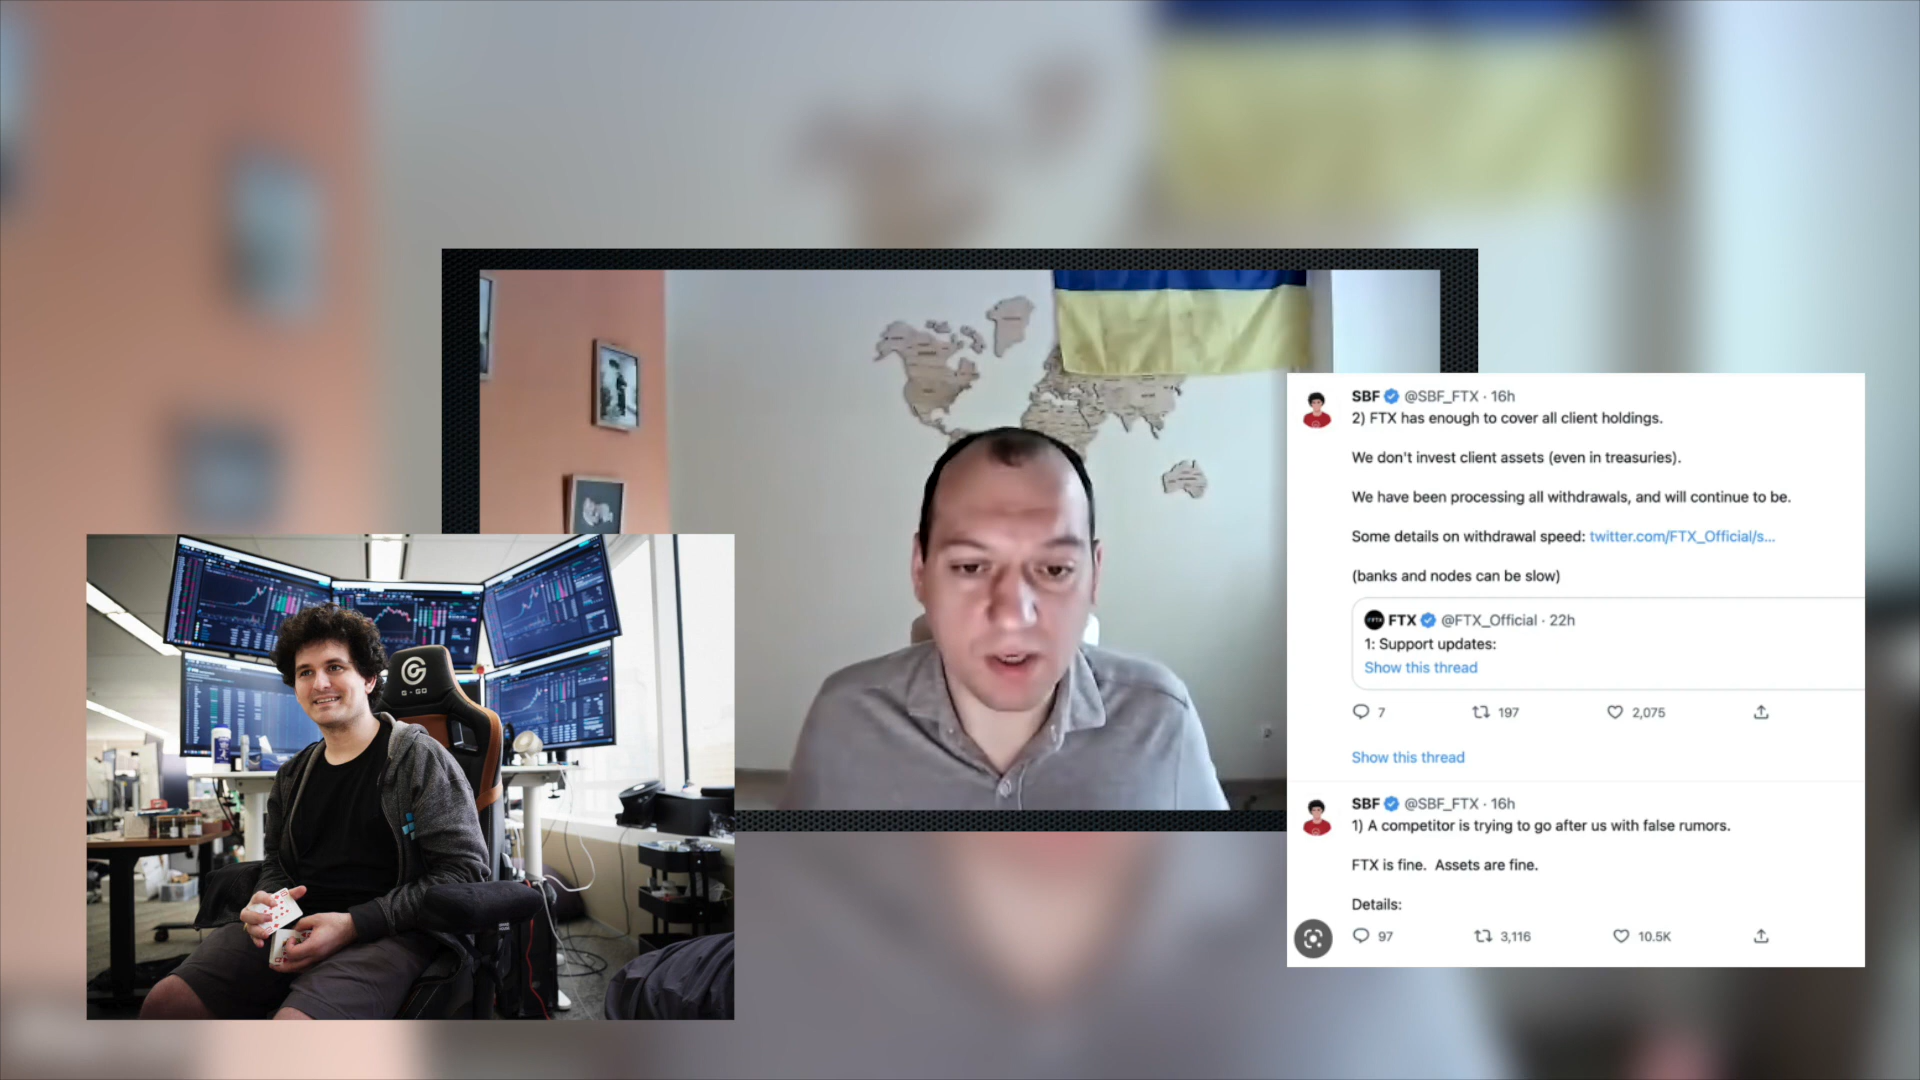 SBF @SBF_FTX · 16h
2) FTX has enough to cover all client holdings.
We don't invest client assets (even in treasuries).
We have been processing all withdrawals, and will continue to be.
Some details on withdrawal speed: twitter.com/FTX_Official/s...
(banks and nodes can be slow)
FTX @FTX_Official · 22h
1: Support updates:
Show this thread
7 197 2,075
Show this thread
SBF @SBF_FTX · 16h
1) A competitor is trying to go after us with false rumors.
FTX is fine. Assets are fine.
Details:
97 3,116 10.5K